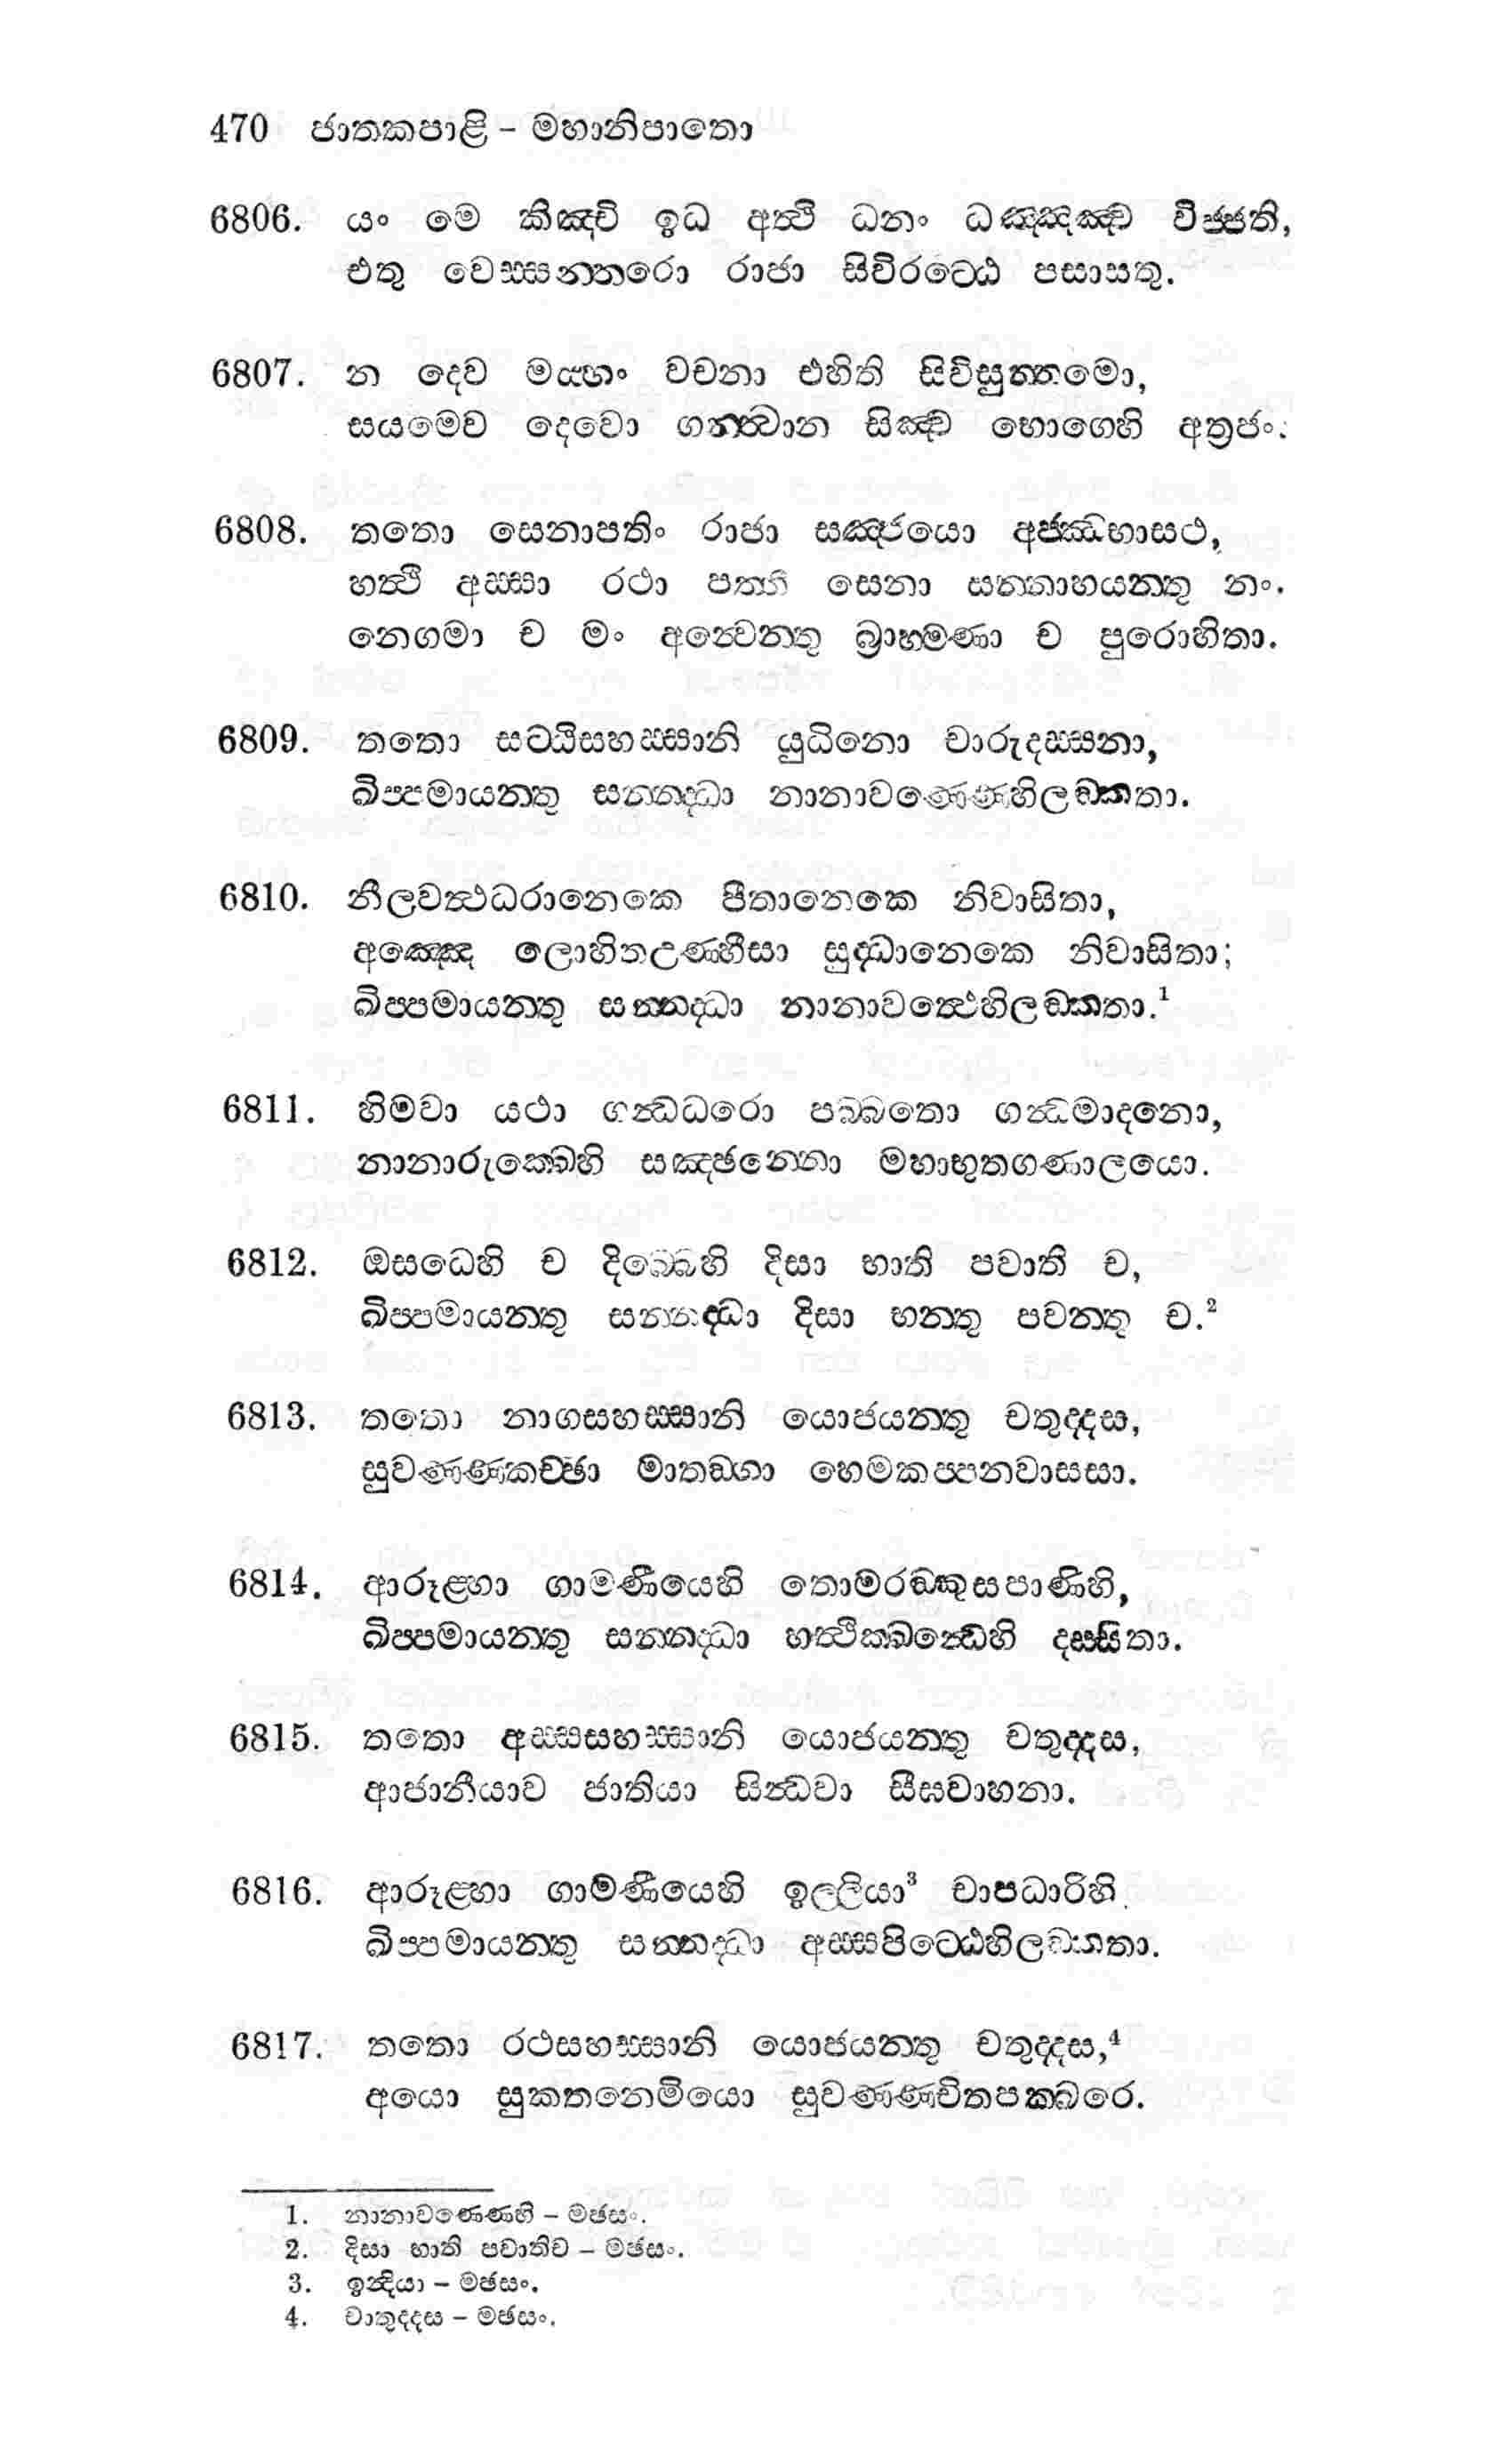 470 ජාතකපාළි – මහානිපාතො
6806. යං මෙ කිඤ්චි ඉධ අත්ථි ධනං ධඤ්ඤඤ්ච විජ්ජති,
එතු වෙස්සන්තරො රාජා සිවිරට්ඨෙ පසාසතු.
6807. න දෙව මය්හං වචනා එහිති සිවිසුත්තමො,
සයමෙව දෙවො ගන්ත්වාන සිඤ්ච භොගෙහි අත්‍රජං.
6808. තතො සෙනාපතිං රාජා සඤ්ජයො අජ්ඣභාසථ,
හත්ථී අස්සා රථා පත්තී සෙනා සන්නාහයන්තු නං.
නෙගමා ච මං අන්වෙන්තු බ්‍රාහ්මණා ච පුරොහිතා.
6809. තතො සට්ඨිසහස්සානි යුධිනො චාරුදස්සනා,
ඛිප්පමායන්තු සන්නද්ධා නානාවණ්ණෙහිලඞ්කතා.
6810. නීලවත්ථධරානෙකෙ පීතානෙකෙ නිවාසිතා,
අඤ්ඤෙ ලොහිතඋණ්හීසා සුද්ධානෙකෙ නිවාසිතා;
ඛිප්පමායන්තු සන්නද්ධා නානාවත්ථෙහිලඞ්කතා.¹
6811. හිමවා යථා ගන්ධධරො පබ්බතො ගන්ධමාදනො,
නානාරුක්ඛෙහි සඤ්ඡන්නො මහාභුතගණාලයො.
6812. ඔසධෙහි ච දිබ්බෙහි දිසා භාති පවාති ච,
ඛිප්පමායන්තු සන්නද්ධා දිසා භන්තු පවන්තු ච.²
6813. තතො නාගසහස්සානි යොජයන්තු චතුද්දස,
සුවණ්ණකච්ඡා මාතඞ්ගා හෙමකප්පනවාසසා.
6814. ආරූළ්හා ගාමණීයෙහි තොමරඞ්කුසපාණිහි,
ඛිප්පමායන්තු සන්නද්ධා හත්ථික්ඛන්ධෙහි දස්සිතා.
6815. තතො අස්සසහස්සානි යොජයන්තු චතුද්දස,
ආජානීයාව ජාතියා සින්ධවා සීඝවාහනා.
6816. ආරූළ්හා ගාමණීයෙහි ඉල්ලියා³ චාපධාරිහි
ඛිප්පමායන්තු සන්නද්ධා අස්සපිට්ඨෙහිලඞ්කතා.
6817. තතො රථසහස්සානි යොජයන්තු චතුද්දස,⁴
අයො සුකතනෙමියො සුවණ්ණචිතපක්ඛරෙ.
1. නානාවණ්ණෙහි – මඡසං.
2. දිසා භාති පවාතිච – මඡසං.
3. ඉන්දියා – මඡසං.
4. චාතුද්දස – මඡසං.